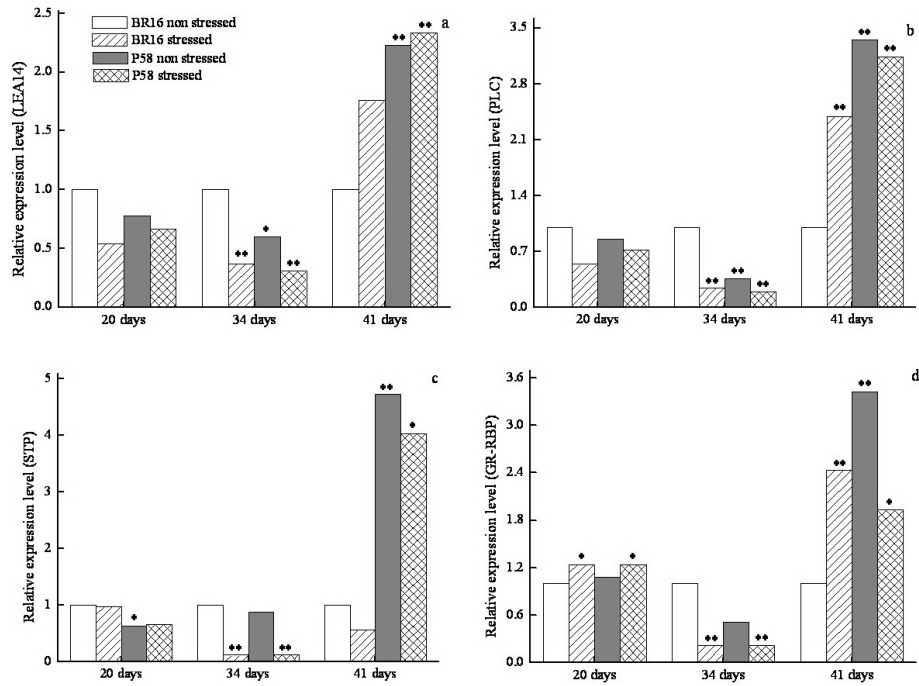 a
BR16 non stressed
BR16 stressed
P58 non stressed
P58 stressed
Relative expression level (LEA14)
2.5
2.0
1.5
1.0
0.5
0.0
** ** ** * **
20 days 34 days 41 days
b
Relative expression level (PLC)
3.5
2.8
2.1
1.4
0.7
0.0
** ** ** ** ** **
20 days 34 days 41 days
c
Relative expression level (STP)
5
4
3
2
1
0
* ** ** ** *
20 days 34 days 41 days
d
Relative expression level (GR-RBP)
3.6
3.0
2.4
1.8
1.2
0.6
0.0
* * ** ** ** ** *
20 days 34 days 41 days